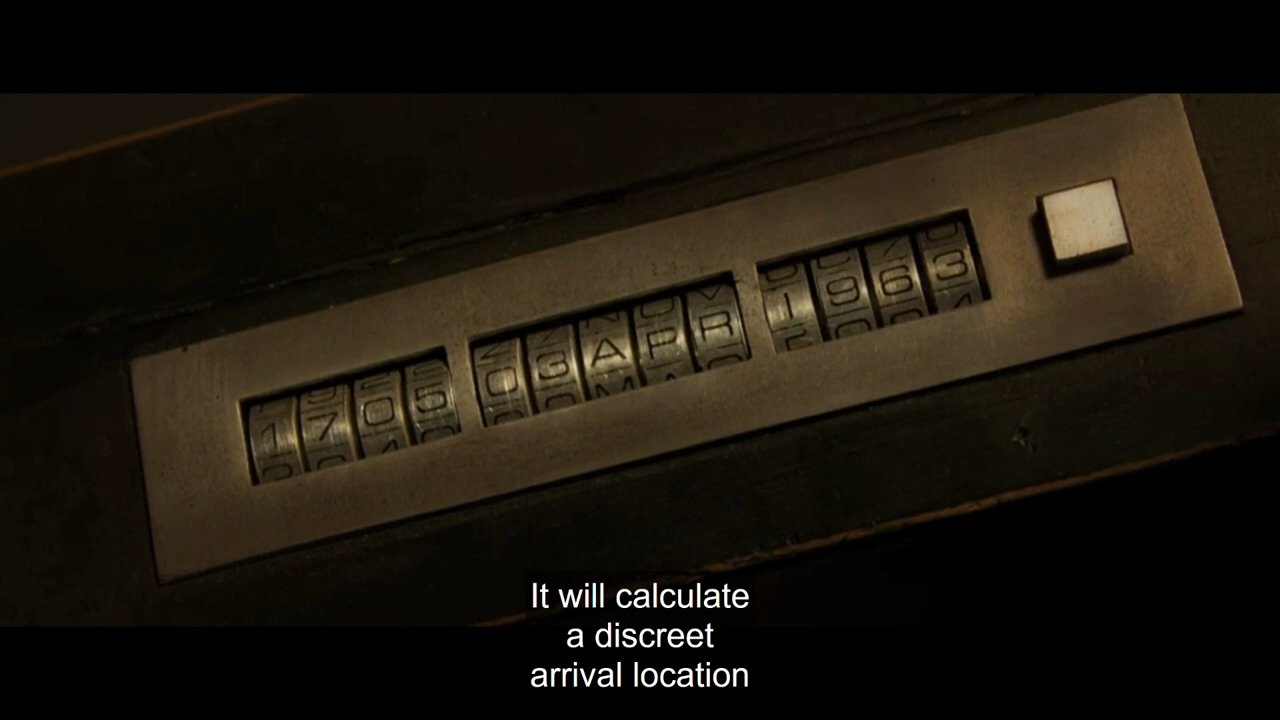 1705 03APR 1963
It will calculate
a discreet
arrival location